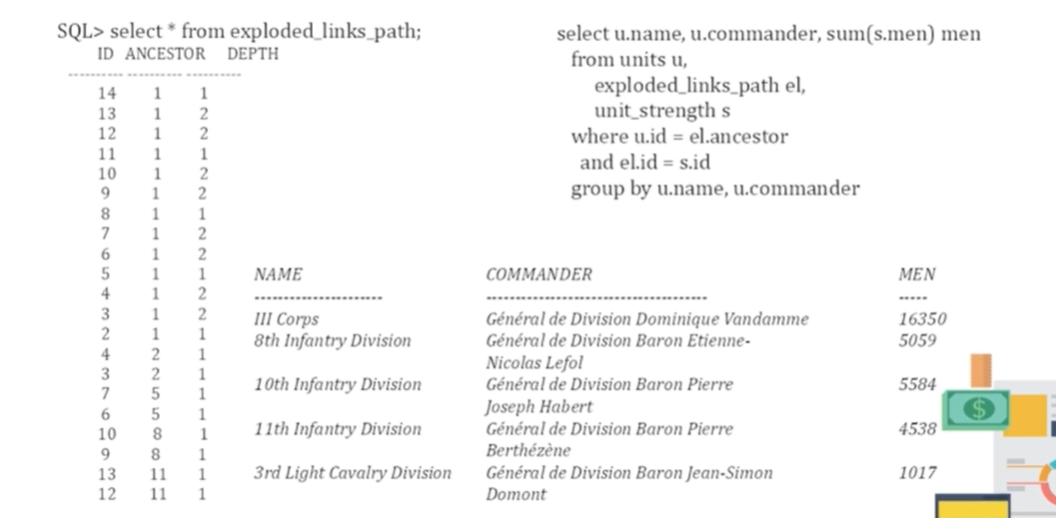 SQL> select * from exploded_links_path;
ID ANCESTOR DEPTH
---------- ---------- ----------
14 1 1
13 1 2
12 1 2
11 1 1
10 1 2
9 1 2
8 1 1
7 1 2
6 1 2
5 1 1
4 1 2
3 1 2
2 1 1
4 2 1
3 2 1
7 5 1
6 5 1
10 8 1
9 8 1
13 11 1
12 11 1
select u.name, u.commander, sum(s.men) men
from units u,
exploded_links_path el,
unit_strength s
where u.id = el.ancestor
and el.id = s.id
group by u.name, u.commander
NAME COMMANDER MEN
---------------------- -------------------------------------- -----
III Corps Général de Division Dominique Vandamme 16350
8th Infantry Division Général de Division Baron Etienne- 5059
Nicolas Lefol
10th Infantry Division Général de Division Baron Pierre 5584
Joseph Habert
11th Infantry Division Général de Division Baron Pierre 4538
Berthézène
3rd Light Cavalry Division Général de Division Baron Jean-Simon 1017
Domont
$